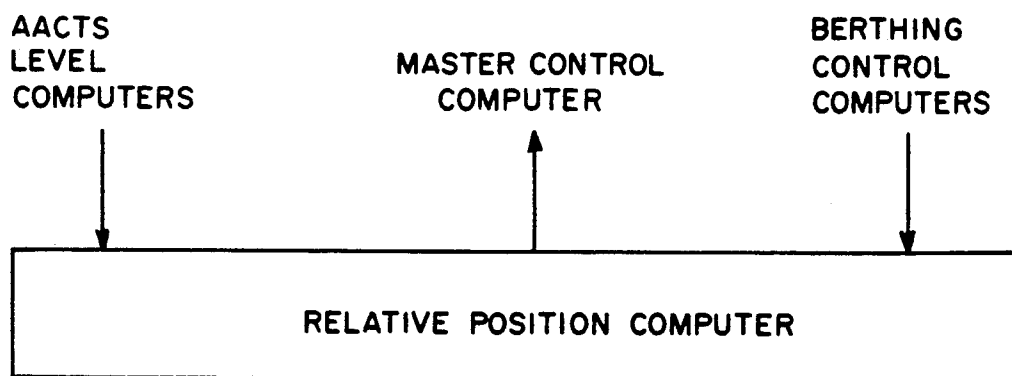 AACTS
LEVEL
COMPUTERS
MASTER CONTROL
COMPUTER
BERTHING
CONTROL
COMPUTERS
RELATIVE POSITION COMPUTER